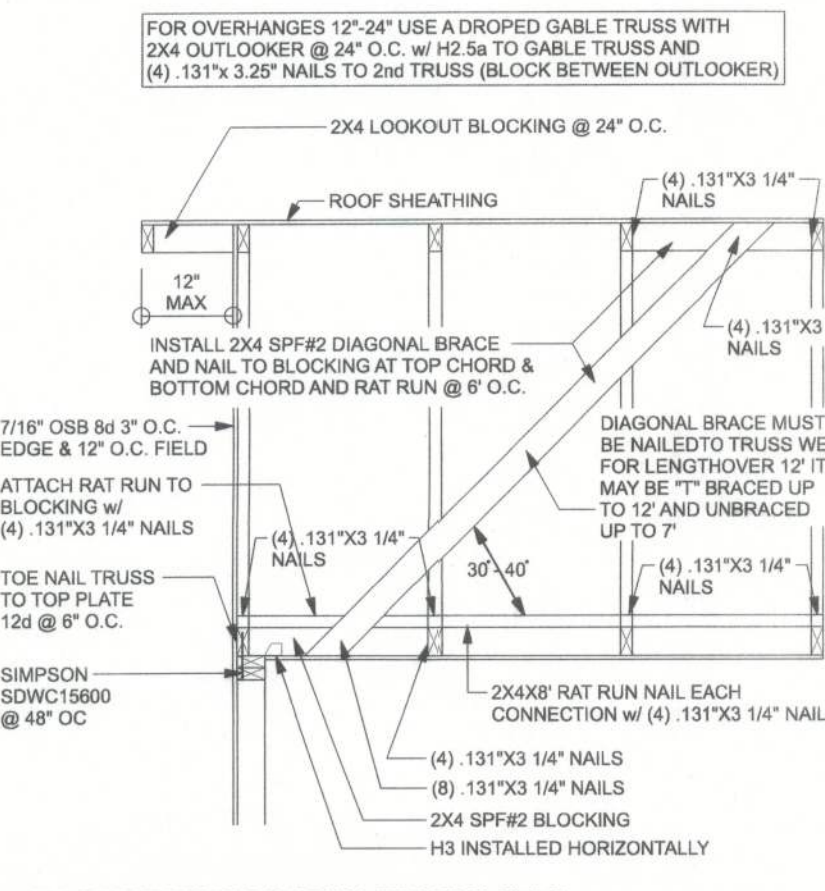 FOR OVERHANGES 12"-24" USE A DROPED GABLE TRUSS WITH
2X4 OUTLOOKER @ 24" O.C. w/ H2.5a TO GABLE TRUSS AND
(4) .131"x 3.25" NAILS TO 2nd TRUSS (BLOCK BETWEEN OUTLOOKER)
2X4 LOOKOUT BLOCKING @ 24" O.C.
(4) .131"X3 1/4"
NAILS
ROOF SHEATHING
12"
MAX
(4) .131"X3
NAILS
INSTALL 2X4 SPF#2 DIAGONAL BRACE
AND NAIL TO BLOCKING AT TOP CHORD &
BOTTOM CHORD AND RAT RUN @ 6' O.C.
7/16" OSB 8d 3" O.C.
EDGE & 12" O.C. FIELD
DIAGONAL BRACE MUST
BE NAILEDTO TRUSS WE
FOR LENGTHOVER 12' IT
MAY BE "T" BRACED UP
TO 12' AND UNBRACED
UP TO 7'
ATTACH RAT RUN TO
BLOCKING w/
(4) .131"X3 1/4" NAILS
(4) .131"X3 1/4"
NAILS
30°-40°
(4) .131"X3 1/4"
NAILS
TOE NAIL TRUSS
TO TOP PLATE
12d @ 6" O.C.
SIMPSON
SDWC15600
@ 48" OC
2X4X8' RAT RUN NAIL EACH
CONNECTION w/ (4) .131"X3 1/4" NAIL
(4) .131"X3 1/4" NAILS
(8) .131"X3 1/4" NAILS
2X4 SPF#2 BLOCKING
H3 INSTALLED HORIZONTALLY